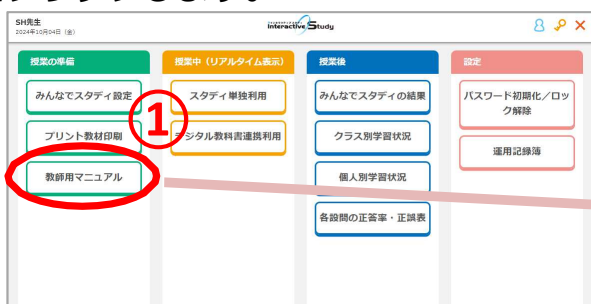 SH先生
2024年10月04日（金）
Interactive Study
授業の準備
授業中（リアルタイム表示）
授業後
設定
みんなでスタディ設定
スタディ単独利用
みんなでスタディの結果
パスワード初期化／ロック解除
プリント教材印刷
①
デジタル教科書連携利用
クラス別学習状況
運用記録簿
教師用マニュアル
個人別学習状況
各設問の正答率・正誤表